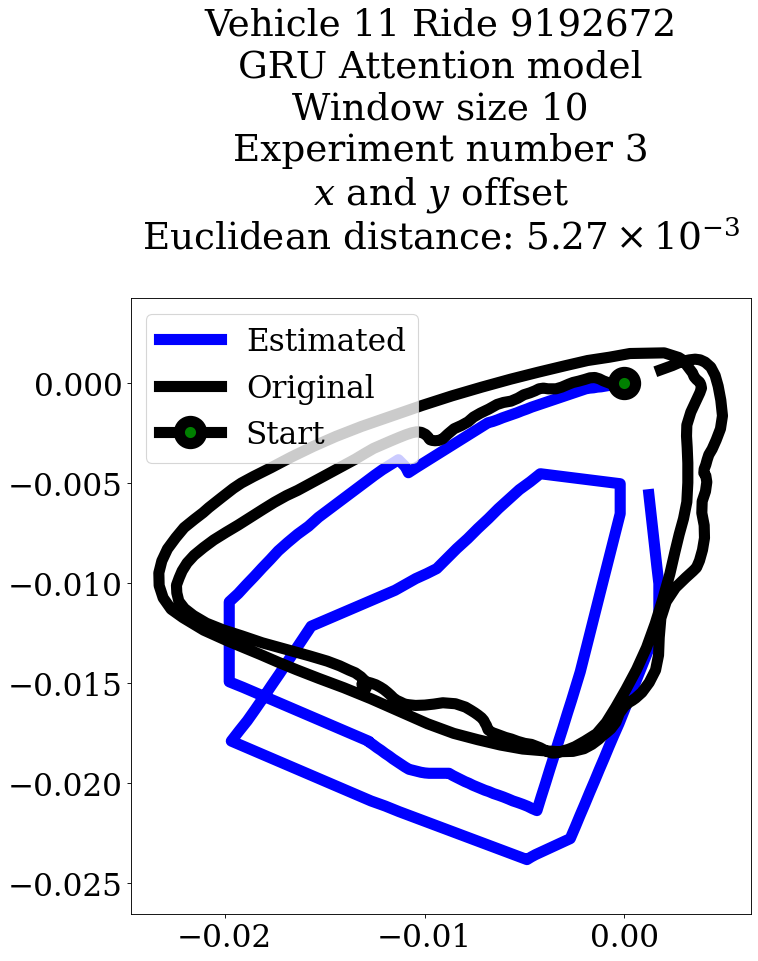 Vehicle 11 Ride 9192672
GRU Attention model
Window size 10
Experiment number 3
x and y offset
Euclidean distance: 5.27 × 10⁻³
Estimated
Original
Start
0.000
−0.005
−0.010
−0.015
−0.020
−0.025
−0.02
−0.01
0.00